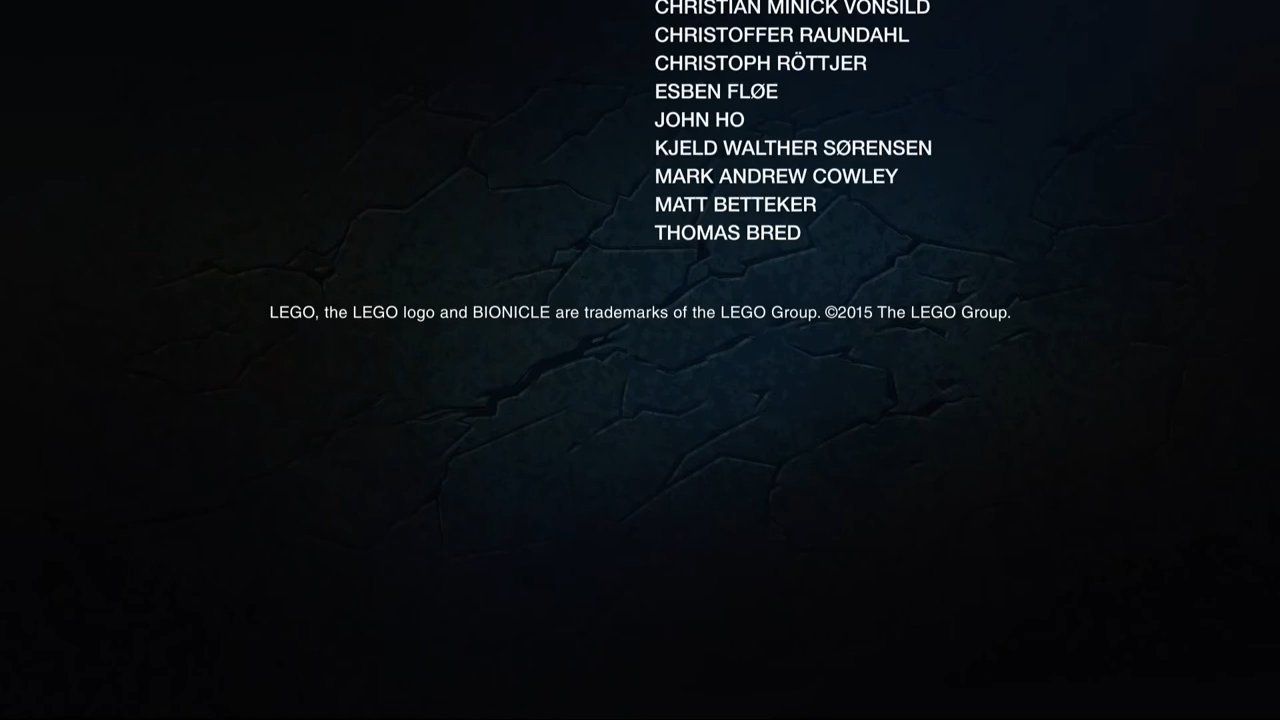 CHRISTIAN MINICK VONSILD
CHRISTOFFER RAUNDAHL
CHRISTOPH RÖTTJER
ESBEN FLØE
JOHN HO
KJELD WALTHER SØRENSEN
MARK ANDREW COWLEY
MATT BETTEKER
THOMAS BRED
LEGO, the LEGO logo and BIONICLE are trademarks of the LEGO Group. ©2015 The LEGO Group.